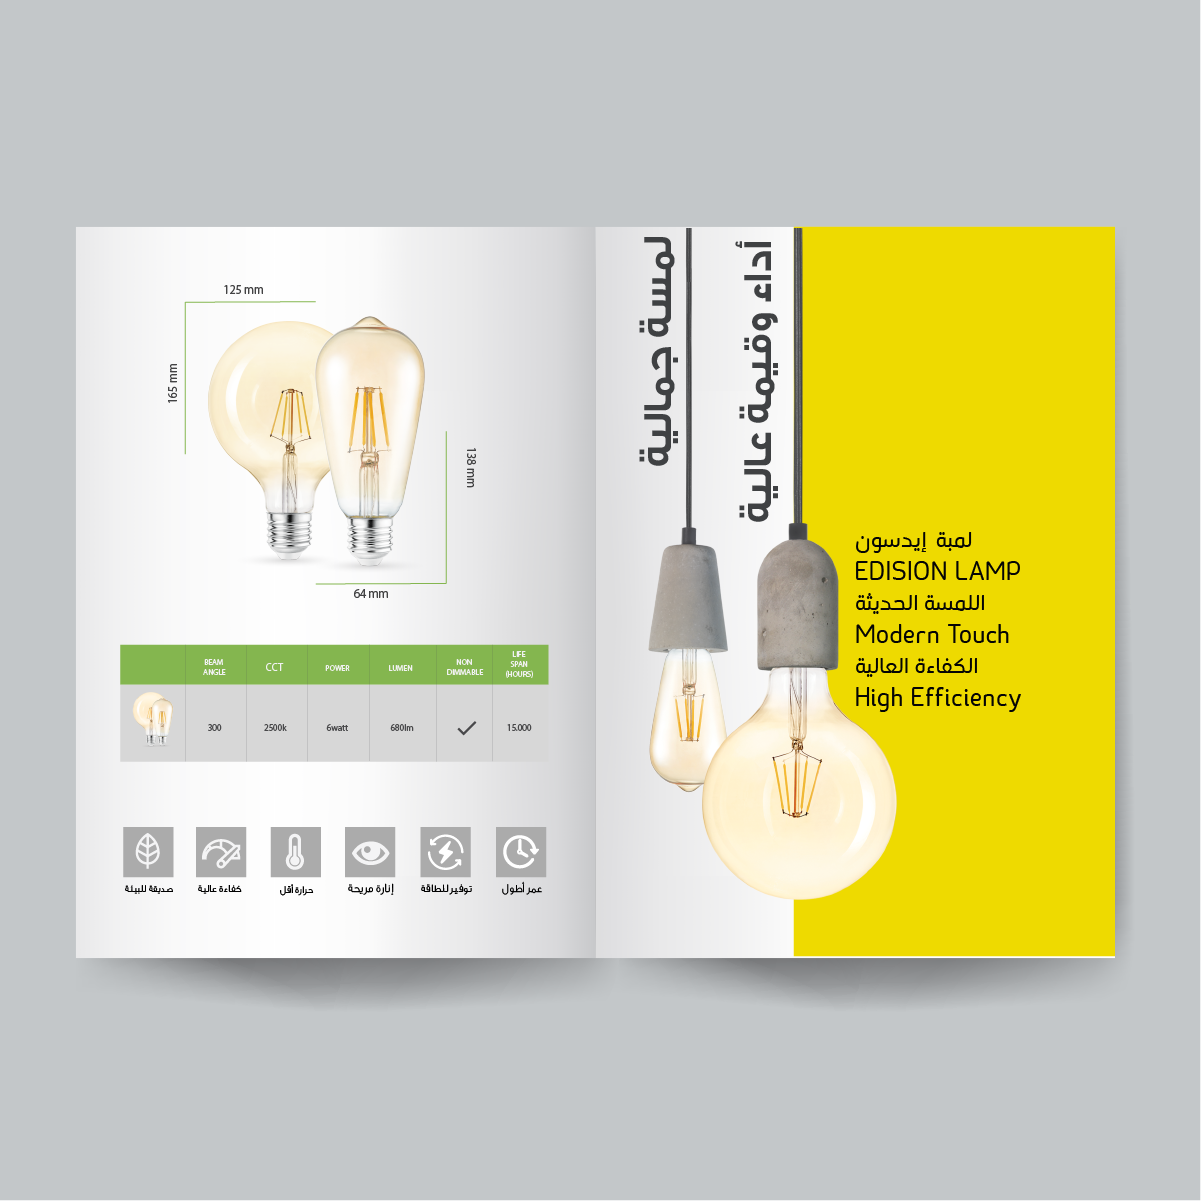 125 mm
165 mm
138 mm
64 mm
BEAM ANGLE
CCT
POWER
LUMEN
NON DIMMABLE
LIFE SPAN (HOURS)
300
2500k
6watt
680lm
15.000
صديقة للبيئة
كفاءة عالية
حرارة أقل
إنارة مريحة
توفير للطاقة
عمر أطول
لمسة جمالية
أداء وقيمة عالية
لمبة إيدسون
EDISION LAMP
اللمسة الحديثة
Modern Touch
الكفاءة العالية
High Efficiency